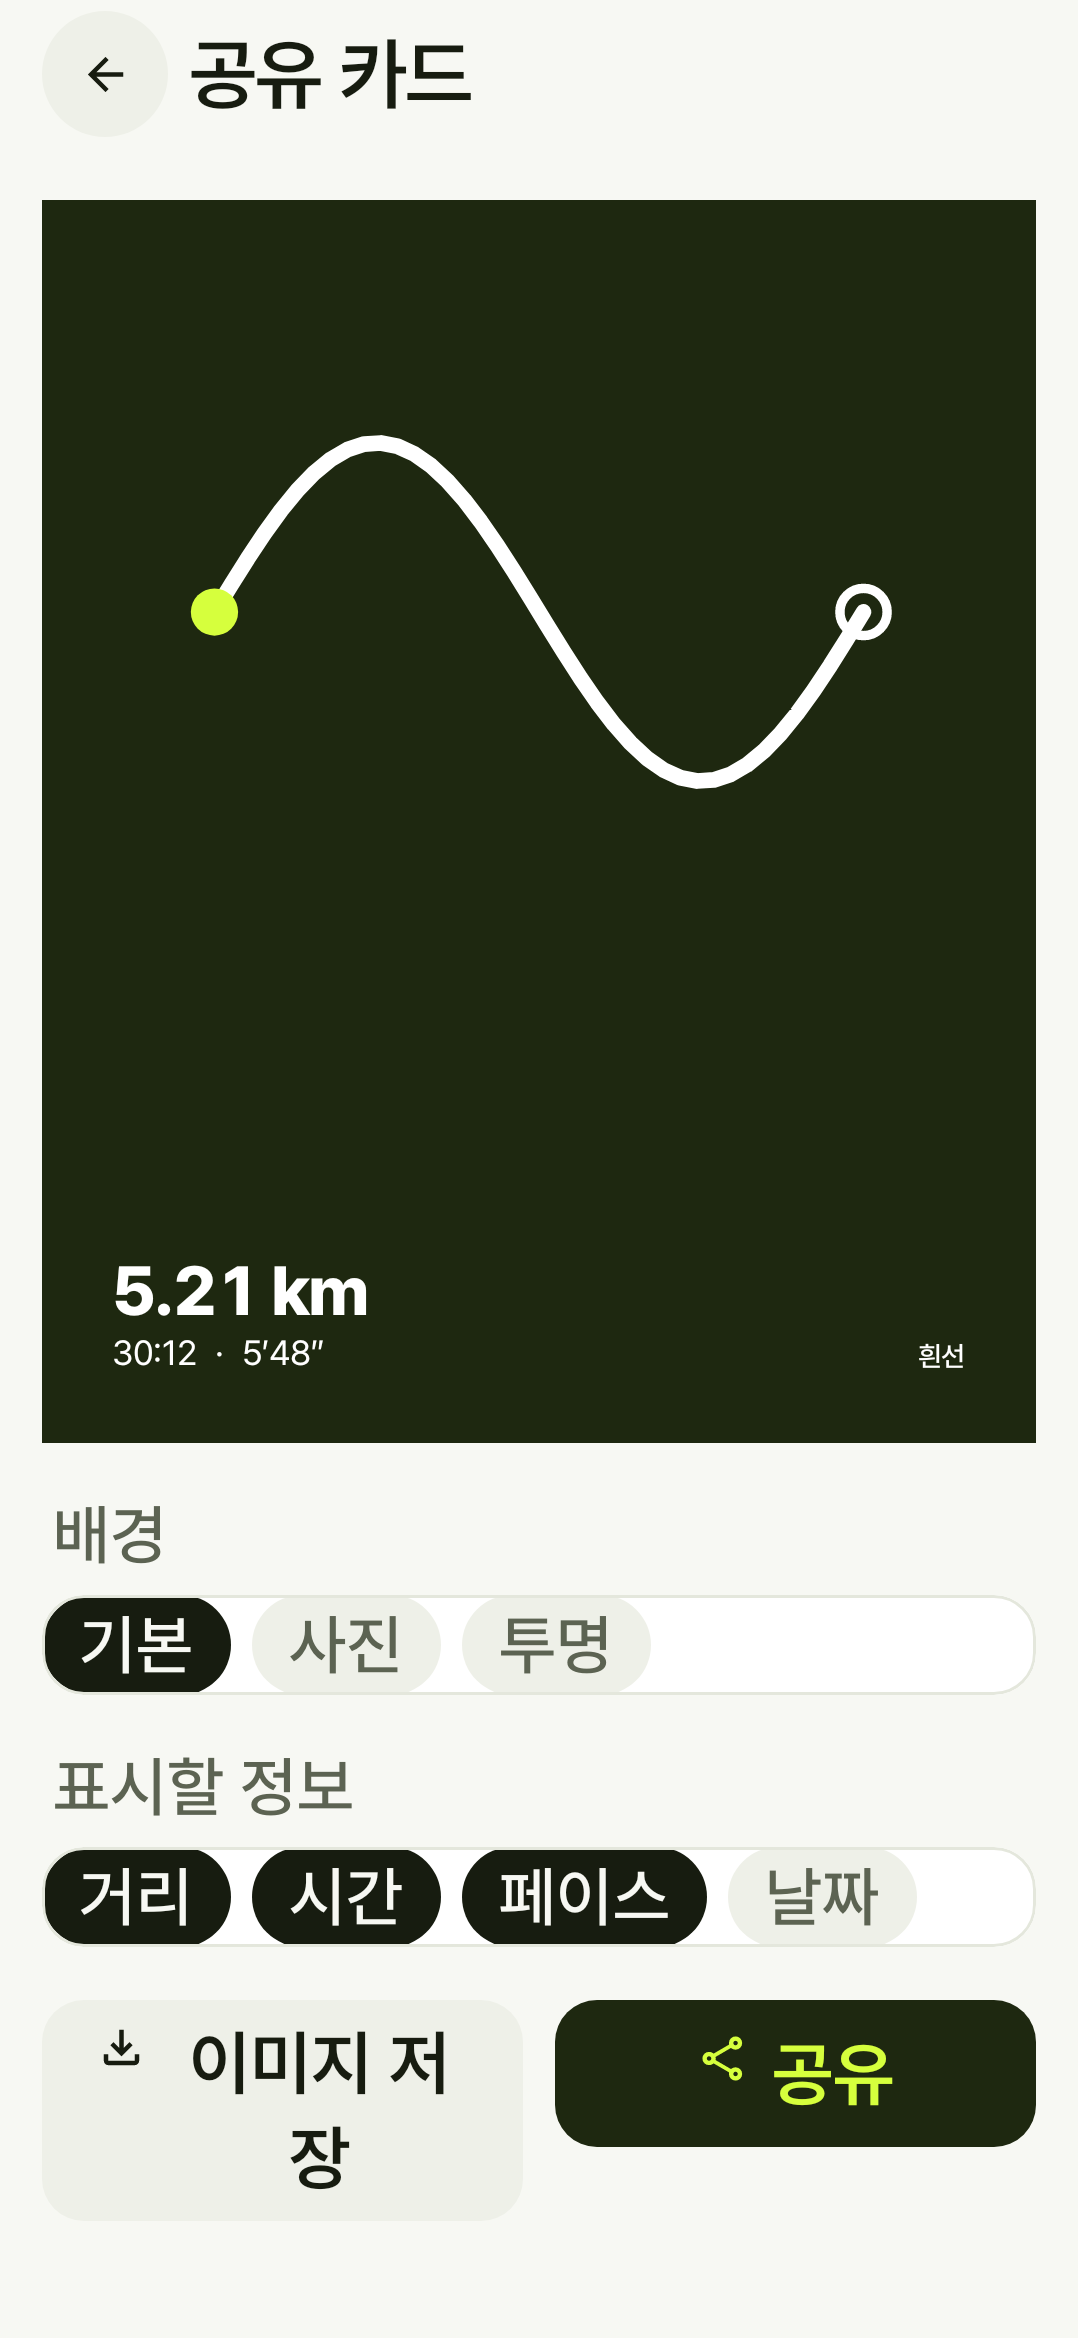 공유 카드
5.21 km
30:12 · 5′48″
흰선
배경
기본 사진 투명
표시할 정보
거리 시간 페이스 날짜
이미지 저
장
공유